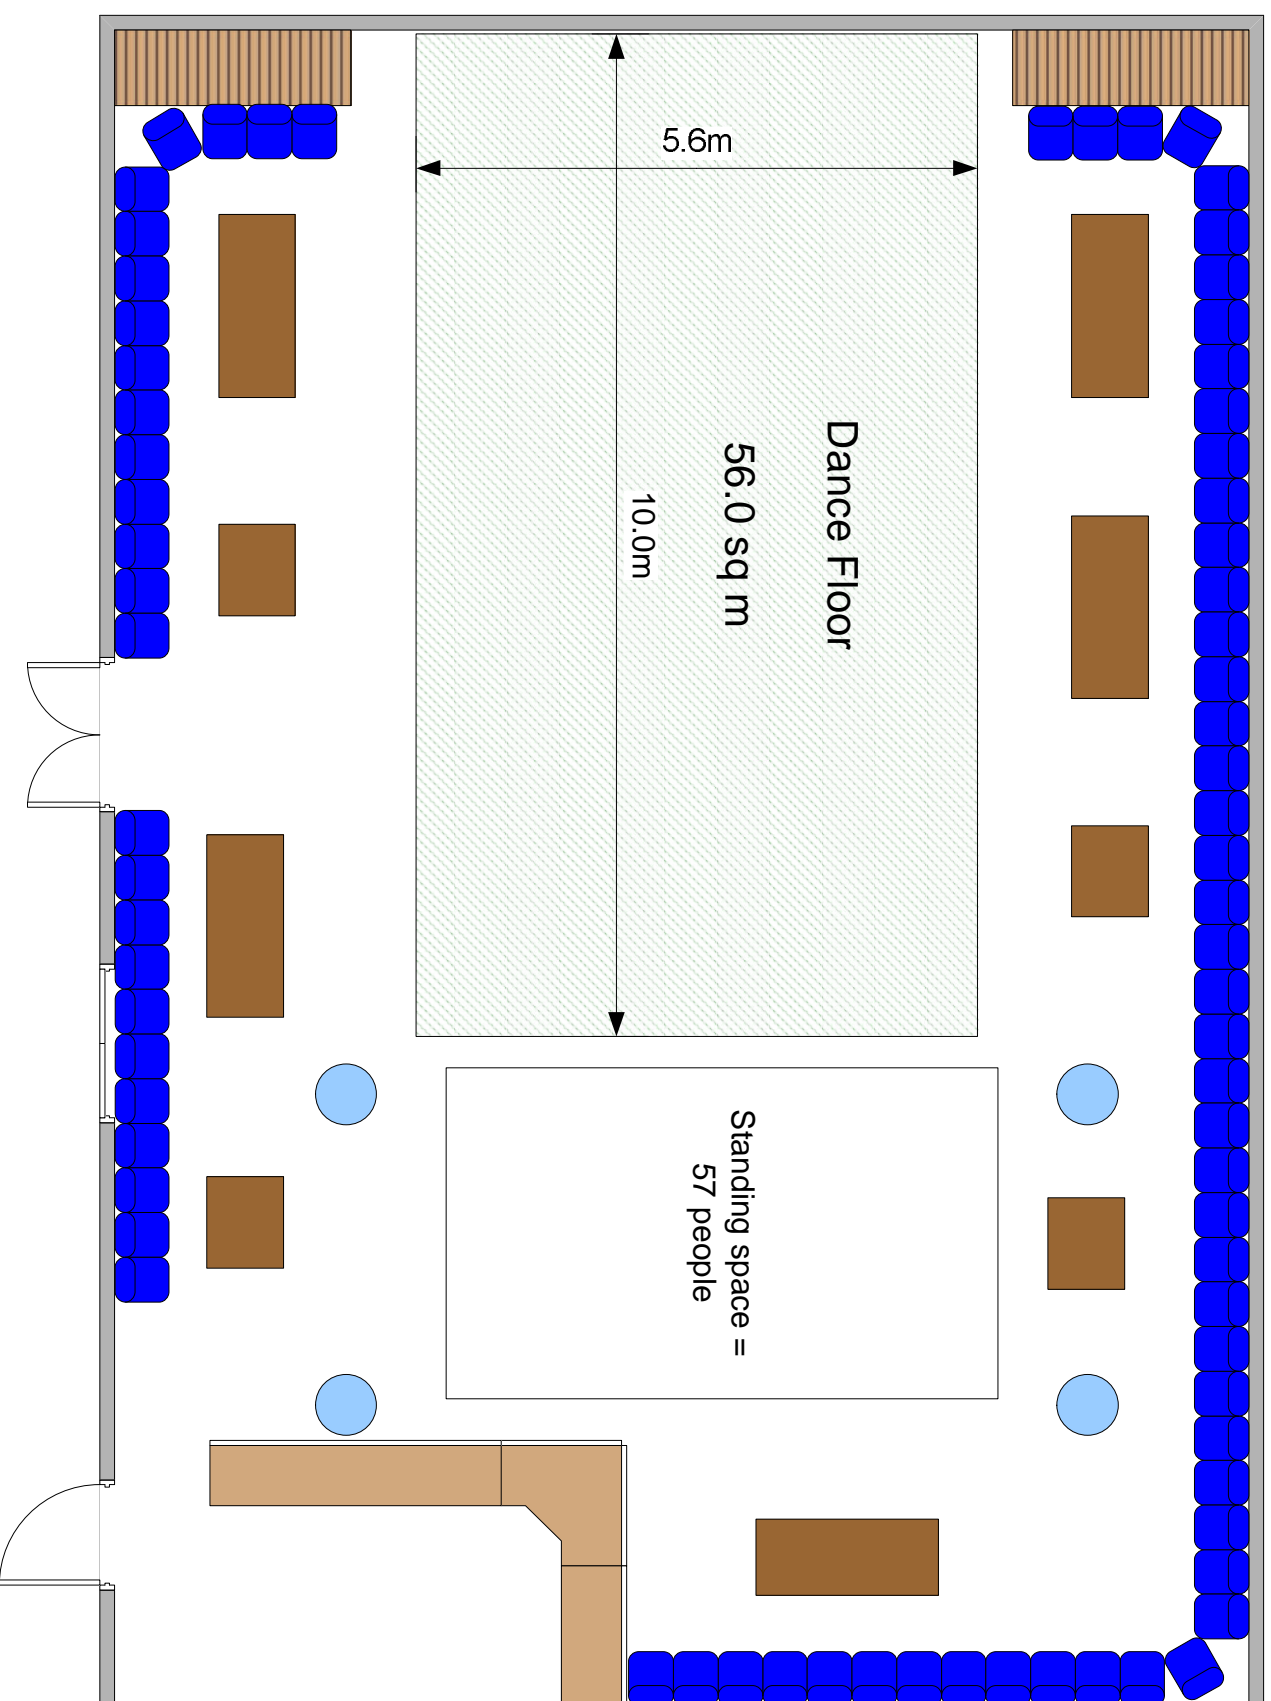 5.6m
10.0m
Dance Floor
56.0 sq m
Standing space =
57 people